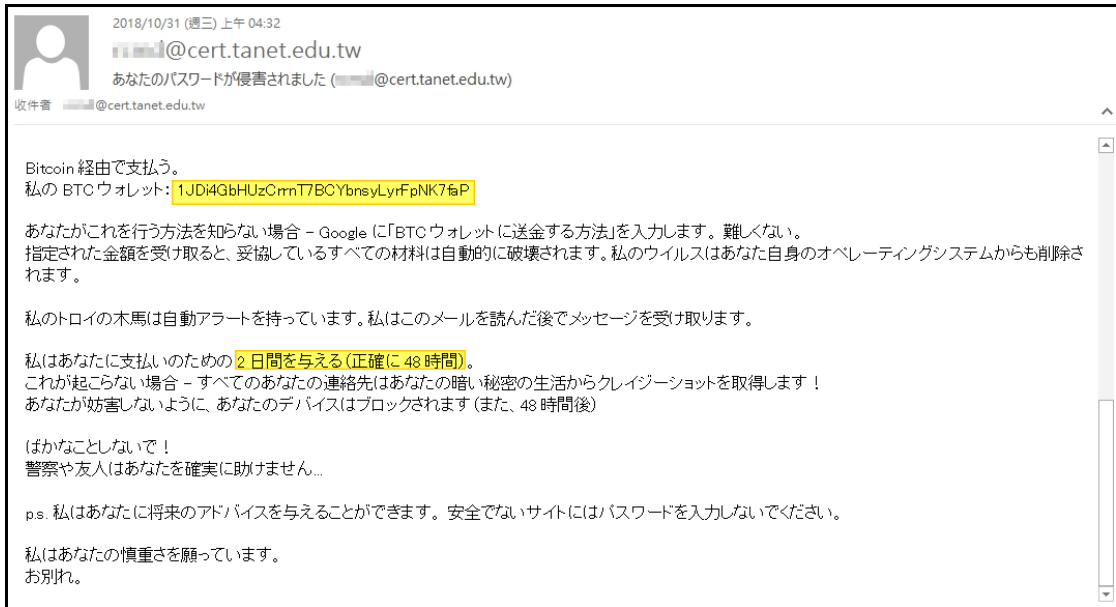 2018/10/31 (週三) 上午 04:32
@cert.tanet.edu.tw
あなたのパスワードが侵害されました ( @cert.tanet.edu.tw)
收件者 @cert.tanet.edu.tw
Bitcoin 経由で支払う。
私の BTC ウォレット: 1JDi4GbHUzCrrnT7BCYbnsyLyrFpNK7faP
あなたがこれを行う方法を知らない場合 – Google に「BTC ウォレットに送金する方法」を入力します。難しくない。
指定された金額を受け取ると、妥協しているすべての材料は自動的に破壊されます。私のウイルスはあなた自身のオペレーティングシステムからも削除さ
れます。
私のトロイの木馬は自動アラートを持っています。私はこのメールを読んだ後でメッセージを受け取ります。
私はあなたに支払いのための 2 日間を与える(正確に 48 時間)。
これが起こらない場合 – すべてのあなたの連絡先はあなたの暗い秘密の生活からクレイジーショットを取得します!
あなたが妨害しないように、あなたのデバイスはブロックされます(また、48 時間後)
ばかなことしないで!
警察や友人はあなたを確実に助けません...
p.s. 私はあなたに将来のアドバイスを与えることができます。安全でないサイトにはパスワードを入力しないでください。
私はあなたの慎重さを願っています。
お別れ。